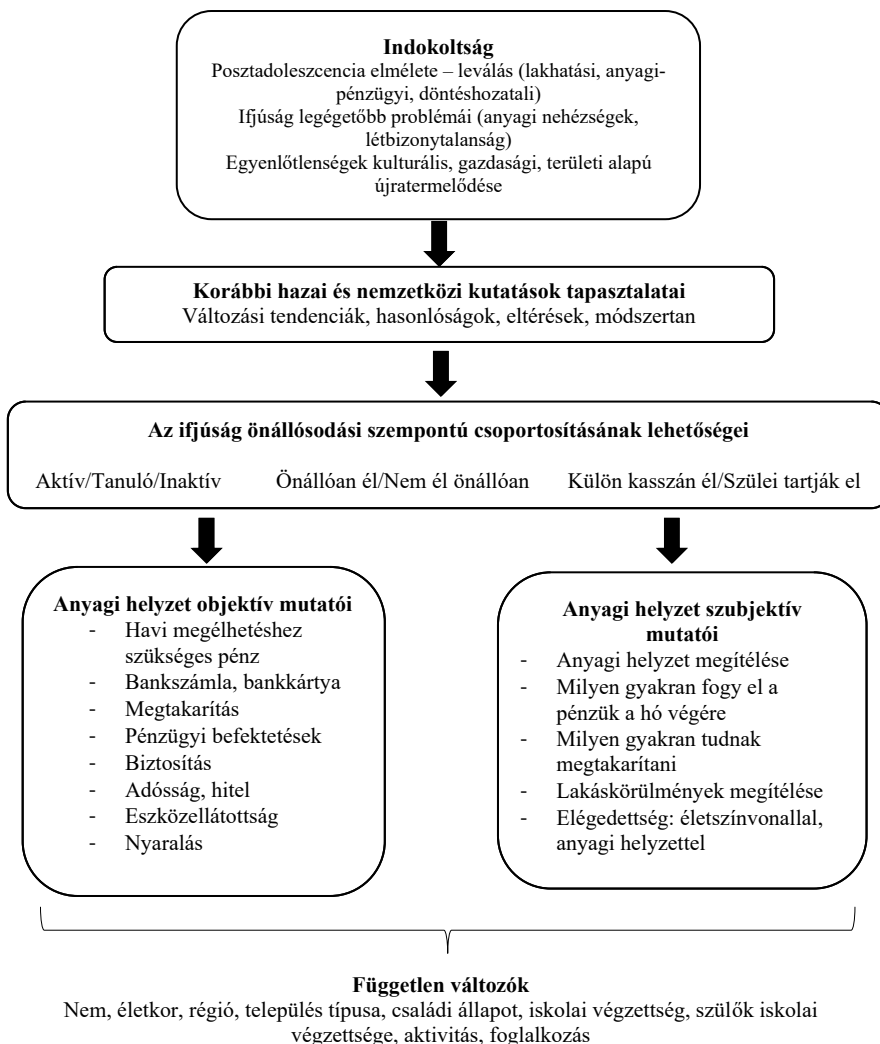 Indokoltság
Posztadoleszcencia elmélete – leválás (lakhatási, anyagi-
pénzügyi, döntéshozatali)
Ifjúság legégetőbb problémái (anyagi nehézségek,
létbizonytalanság)
Egyenlőtlenségek kulturális, gazdasági, területi alapú
újratermelődése
Korábbi hazai és nemzetközi kutatások tapasztalatai
Változási tendenciák, hasonlóságok, eltérések, módszertan
Az ifjúság önállósodási szempontú csoportosításának lehetőségei
Aktív/Tanuló/Inaktív Önállóan él/Nem él önállóan Külön kasszán él/Szülei tartják el
Anyagi helyzet objektív mutatói
- Havi megélhetéshez
szükséges pénz
- Bankszámla, bankkártya
- Megtakarítás
- Pénzügyi befektetések
- Biztosítás
- Adósság, hitel
- Eszközellátottság
- Nyaralás
Anyagi helyzet szubjektív
mutatói
- Anyagi helyzet megítélése
- Milyen gyakran fogy el a
pénzük a hó végére
- Milyen gyakran tudnak
megtakarítani
- Lakáskörülmények megítélése
- Elégedettség: életszínvonallal,
anyagi helyzettel
Független változók
Nem, életkor, régió, település típusa, családi állapot, iskolai végzettség, szülők iskolai
végzettsége, aktivitás, foglalkozás